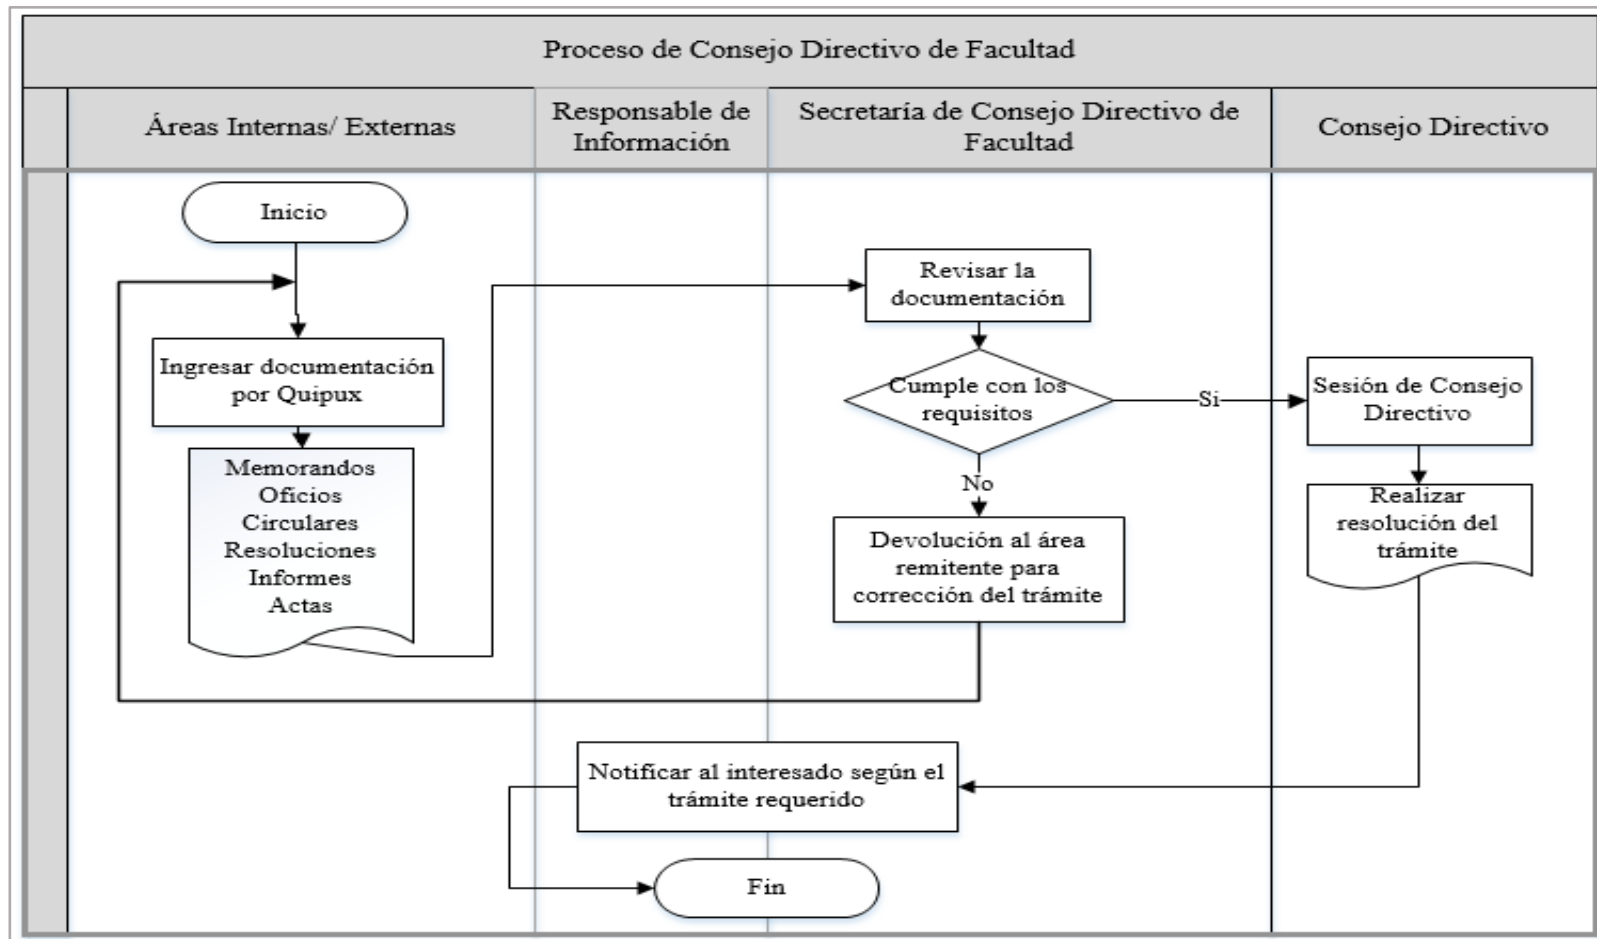 Proceso de Consejo Directivo de Facultad
Áreas Internas/ Externas
Responsable de
Información
Secretaría de Consejo Directivo de
Facultad
Consejo Directivo
Inicio
Ingresar documentación
por Quipux
Memorandos
Oficios
Circulares
Resoluciones
Informes
Actas
Revisar la
documentación
Cumple con los
requisitos
Si
No
Devolución al área
remitente para
corrección del trámite
Sesión de Consejo
Directivo
Realizar
resolución del
trámite
Notificar al interesado según el
trámite requerido
Fin